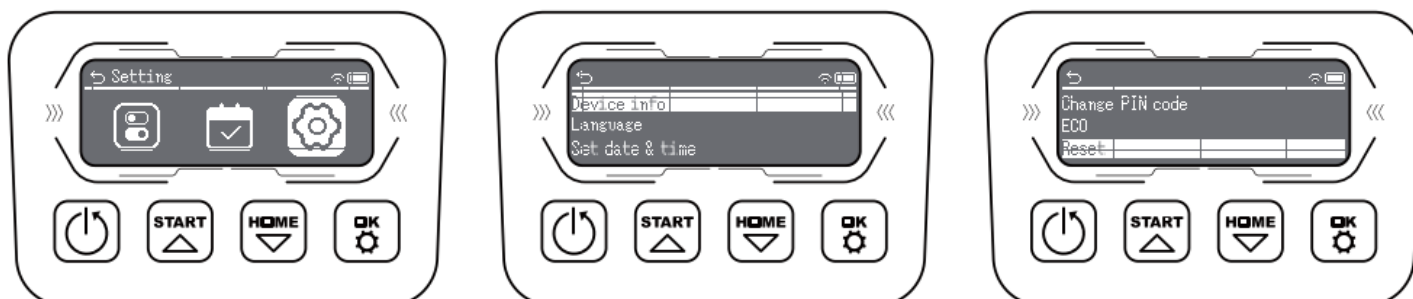 Setting
START
HOME
OK
Device info
Language
Set date & time
START
HOME
OK
Change PIN code
ECO
Reset
START
HOME
OK